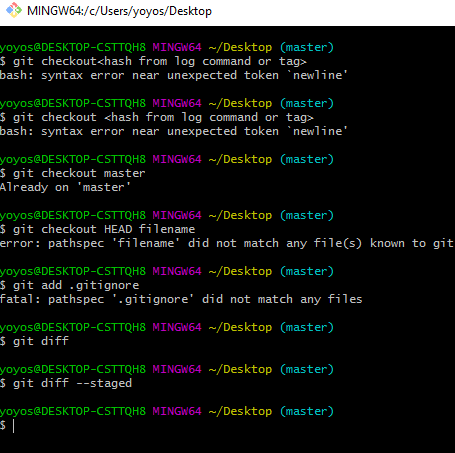 MINGW64:/c/Users/yoyos/Desktop
yoyos@DESKTOP-CSTTQH8 MINGW64 ~/Desktop (master)
$ git checkout<hash from log command or tag>
bash: syntax error near unexpected token `newline'
yoyos@DESKTOP-CSTTQH8 MINGW64 ~/Desktop (master)
$ git checkout <hash from log command or tag>
bash: syntax error near unexpected token `newline'
yoyos@DESKTOP-CSTTQH8 MINGW64 ~/Desktop (master)
$ git checkout master
Already on 'master'
yoyos@DESKTOP-CSTTQH8 MINGW64 ~/Desktop (master)
$ git checkout HEAD filename
error: pathspec 'filename' did not match any file(s) known to git
yoyos@DESKTOP-CSTTQH8 MINGW64 ~/Desktop (master)
$ git add .gitignore
fatal: pathspec '.gitignore' did not match any files
yoyos@DESKTOP-CSTTQH8 MINGW64 ~/Desktop (master)
$ git diff
yoyos@DESKTOP-CSTTQH8 MINGW64 ~/Desktop (master)
$ git diff --staged
yoyos@DESKTOP-CSTTQH8 MINGW64 ~/Desktop (master)
$